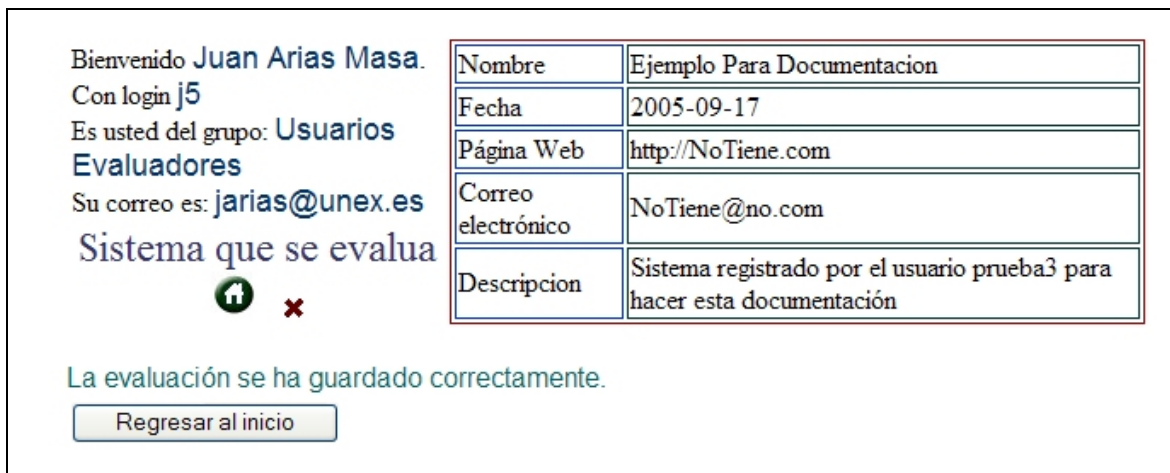 Bienvenido Juan Arias Masa.
Con login j5
Es usted del grupo: Usuarios
Evaluadores
Su correo es: jarias@unex.es
Sistema que se evalua
Nombre Ejemplo Para Documentacion
Fecha 2005-09-17
Página Web http://NoTiene.com
Correo
electrónico NoTiene@no.com
Descripcion Sistema registrado por el usuario prueba3 para
hacer esta documentación
La evaluación se ha guardado correctamente.
Regresar al inicio